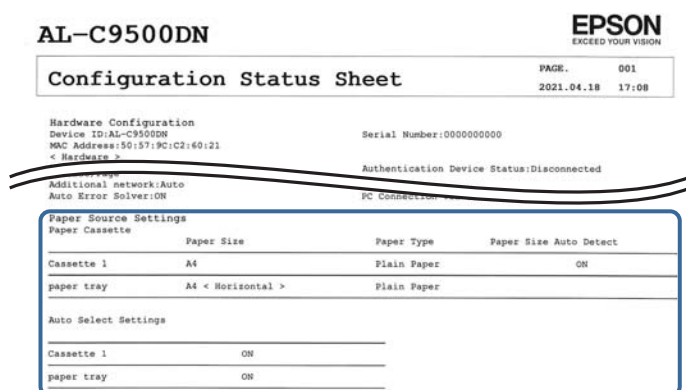 AL-C9500DN
EPSON
EXCEED YOUR VISION
Configuration Status Sheet
PAGE. 001
2021.04.18 17:08
Hardware Configuration
Device ID:AL-C9500DN
Serial Number:0000000000
MAC Address:50:57:9C:C2:60:21
< Hardware >
Authentication Device Status:Disconnected
Additional network:Auto
Auto Error Solver:ON
PC Connection
Paper Source Settings
Paper Cassette
Paper Size Paper Type Paper Size Auto Detect
Cassette 1 A4 Plain Paper ON
paper tray A4 < Horizontal > Plain Paper
Auto Select Settings
Cassette 1 ON
paper tray ON